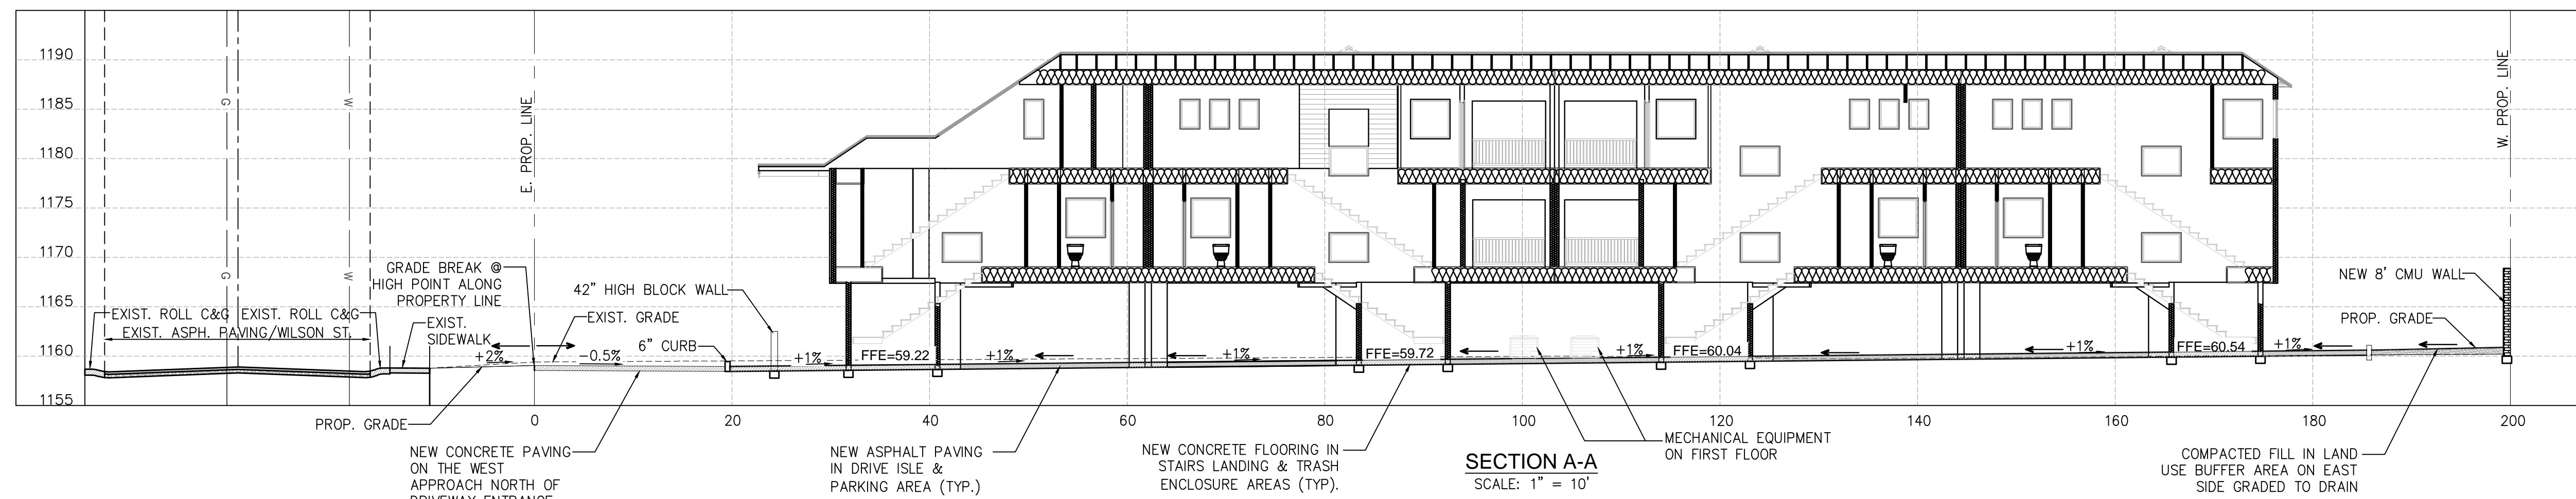 1190
1185
1180
1175
1170
1165
1160
1155
G
G
W
W
E. PROP. LINE
W. PROP. LINE
GRADE BREAK @
HIGH POINT ALONG
PROPERTY LINE
EXIST. ROLL C&G
EXIST. ROLL C&G
EXIST. ASPH. PAVING/WILSON ST.
EXIST.
SIDEWALK
EXIST. GRADE
42" HIGH BLOCK WALL
6" CURB
+2%
-0.5%
+1%
FFE=59.22
+1%
+1%
FFE=59.72
+1%
FFE=60.04
+1%
FFE=60.54
+1%
NEW 8' CMU WALL
PROP. GRADE
0
20
40
60
80
100
120
140
160
180
200
PROP. GRADE
NEW CONCRETE PAVING
ON THE WEST
APPROACH NORTH OF
DRIVEWAY ENTRANCE
NEW ASPHALT PAVING
IN DRIVE ISLE &
PARKING AREA (TYP.)
NEW CONCRETE FLOORING IN
STAIRS LANDING & TRASH
ENCLOSURE AREAS (TYP).
SECTION A-A
SCALE: 1" = 10'
MECHANICAL EQUIPMENT
ON FIRST FLOOR
COMPACTED FILL IN LAND
USE BUFFER AREA ON EAST
SIDE GRADED TO DRAIN